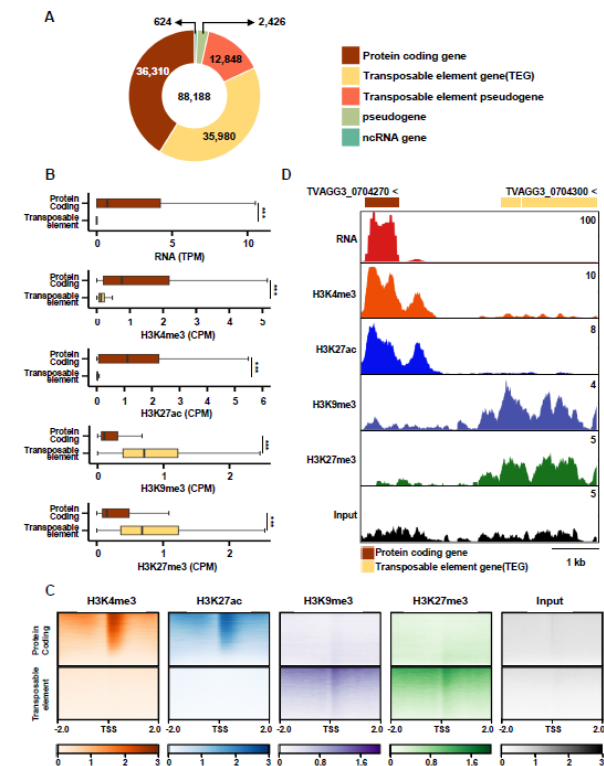 A
624
2,426
36,310
12,848
88,188
35,980
Protein coding gene
Transposable element gene(TEG)
Transposable element pseudogene
pseudogene
ncRNA gene
B
Protein
Coding
Transposable
element
***
0 5 10
RNA (TPM)
Protein
Coding
Transposable
element
***
0 1 2 3 4 5
H3K4me3 (CPM)
Protein
Coding
Transposable
element
***
0 1 2 3 4 5 6
H3K27ac (CPM)
Protein
Coding
Transposable
element
***
0 1 2
H3K9me3 (CPM)
Protein
Coding
Transposable
element
***
0 1 2
H3K27me3 (CPM)
D
TVAGG3_0704270 < TVAGG3_0704300 <
RNA 100
H3K4me3 10
H3K27ac 8
H3K9me3 4
H3K27me3 5
Input 5
Protein coding gene
Transposable element gene(TEG)
1 kb
C
H3K4me3 H3K27ac H3K9me3 H3K27me3 Input
Protein
Coding
Transposable
element
-2.0 TSS 2.0 -2.0 TSS 2.0 -2.0 TSS 2.0 -2.0 TSS 2.0 -2.0 TSS 2.0
0 1 2 3 0 1 2 3 0 0.8 1.6 0 0.8 1.6 0 1 2 3